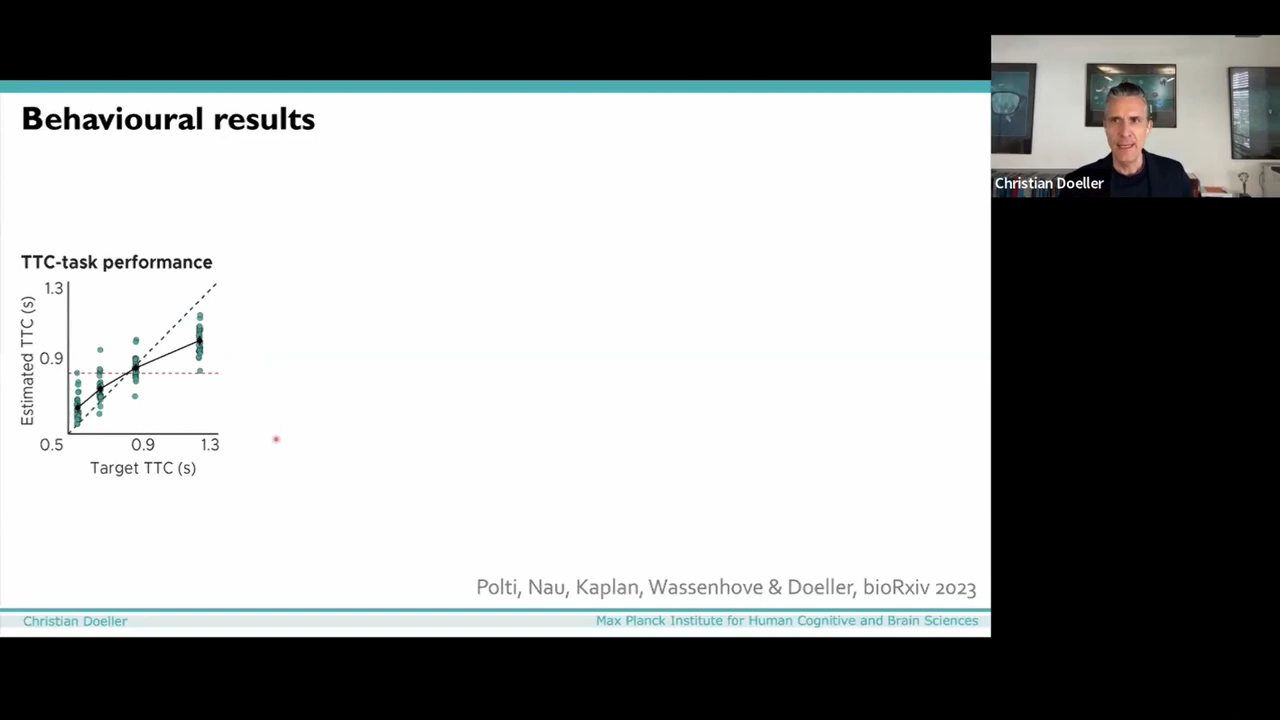 Behavioural results
Christian Doeller
TTC-task performance
1.3
0.9
0.5
Estimated TTC (s)
0.9
1.3
Target TTC (s)
Polti, Nau, Kaplan, Wassenhove & Doeller, bioRxiv 2023
Christian Doeller
Max Planck Institute for Human Cognitive and Brain Sciences